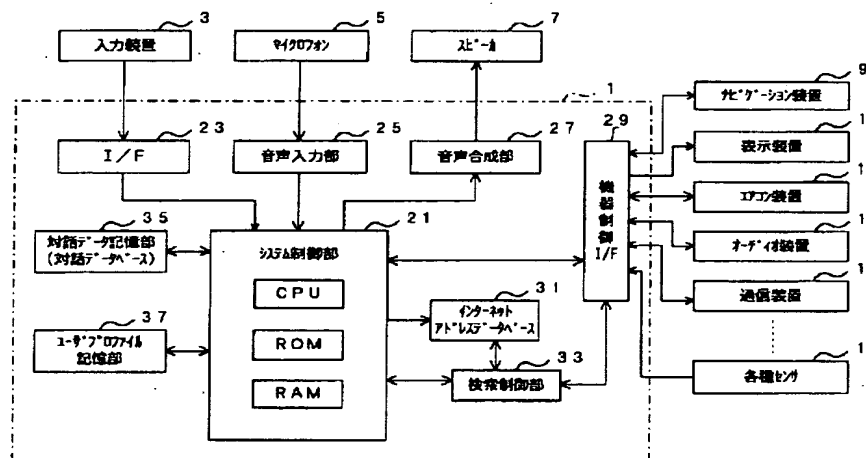 3
入力装置
5
マイクロフォン
7
スピーカ
1
9
ナビゲーション装置
23
I/F
25
音声入力部
27
音声合成部
29
機器制御I/F
1
表示装置
1
エアコン装置
1
オーディオ装置
1
通信装置
1
各種センサ
35
対話データ記憶部
(対話データベース)
21
システム制御部
CPU
ROM
RAM
31
インターネット
アドレスデータベース
37
ユーザプロファイル
記憶部
33
検索制御部